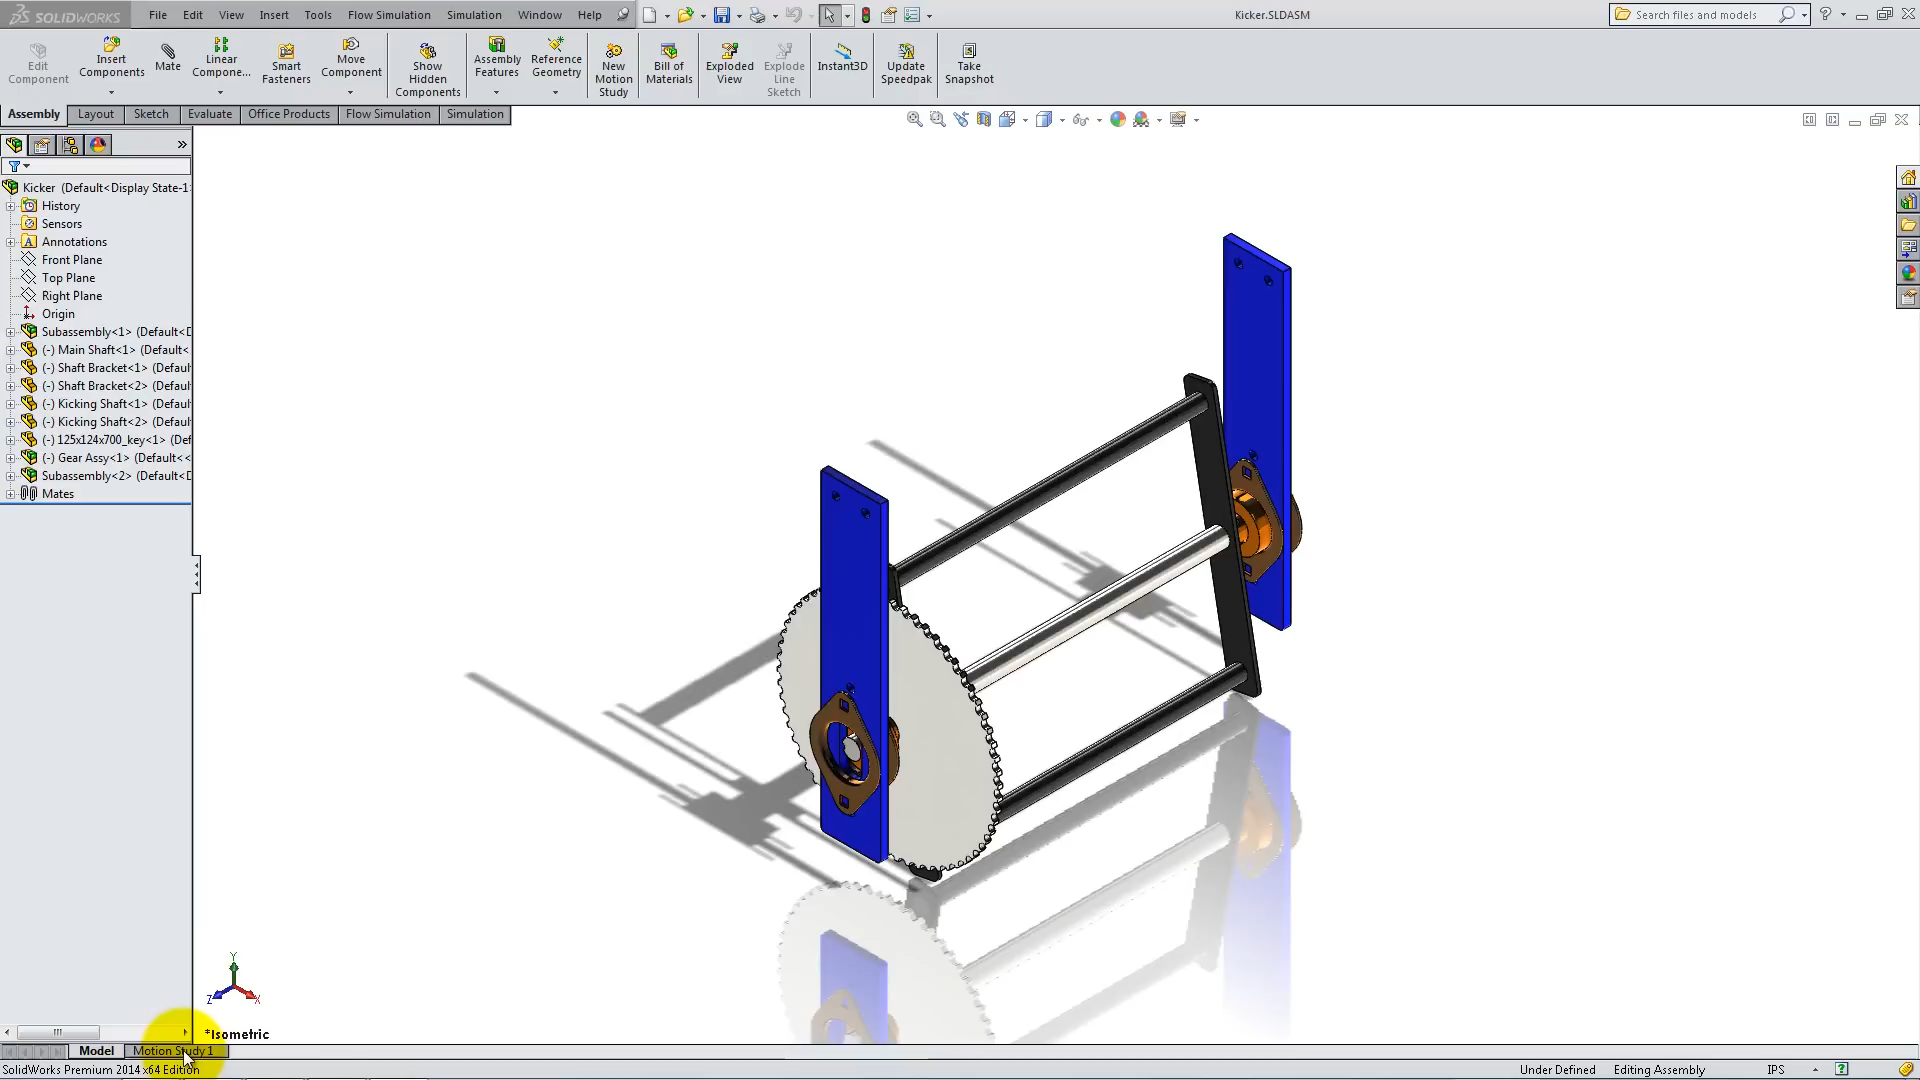 SOLIDWORKS File Edit View Insert Tools Flow Simulation Simulation Window Help Kicker.SLDASM Search files and models
Edit Component
Insert Components
Mate
Linear Compone...
Smart Fasteners
Move Component
Show Hidden Components
Assembly Features
Reference Geometry
New Motion Study
Bill of Materials
Exploded View
Explode Line Sketch
Instant3D
Update Speedpak
Take Snapshot
Assembly Layout Sketch Evaluate Office Products Flow Simulation Simulation
Kicker (Default<Display State-1
History
Sensors
Annotations
Front Plane
Top Plane
Right Plane
Origin
Subassembly<1> (Default<D
(-) Main Shaft<1> (Default<
(-) Shaft Bracket<1> (Defaul
(-) Shaft Bracket<2> (Defaul
(-) Kicking Shaft<1> (Defaul
(-) Kicking Shaft<2> (Defaul
(-) 125x124x700_key<1> (Def
(-) Gear Assy<1> (Default<<
Subassembly<2> (Default<D
Mates
Y
Z X
*Isometric
Model Motion Study 1
SolidWorks Premium 2014 x64 Edition Under Defined Editing Assembly IPS